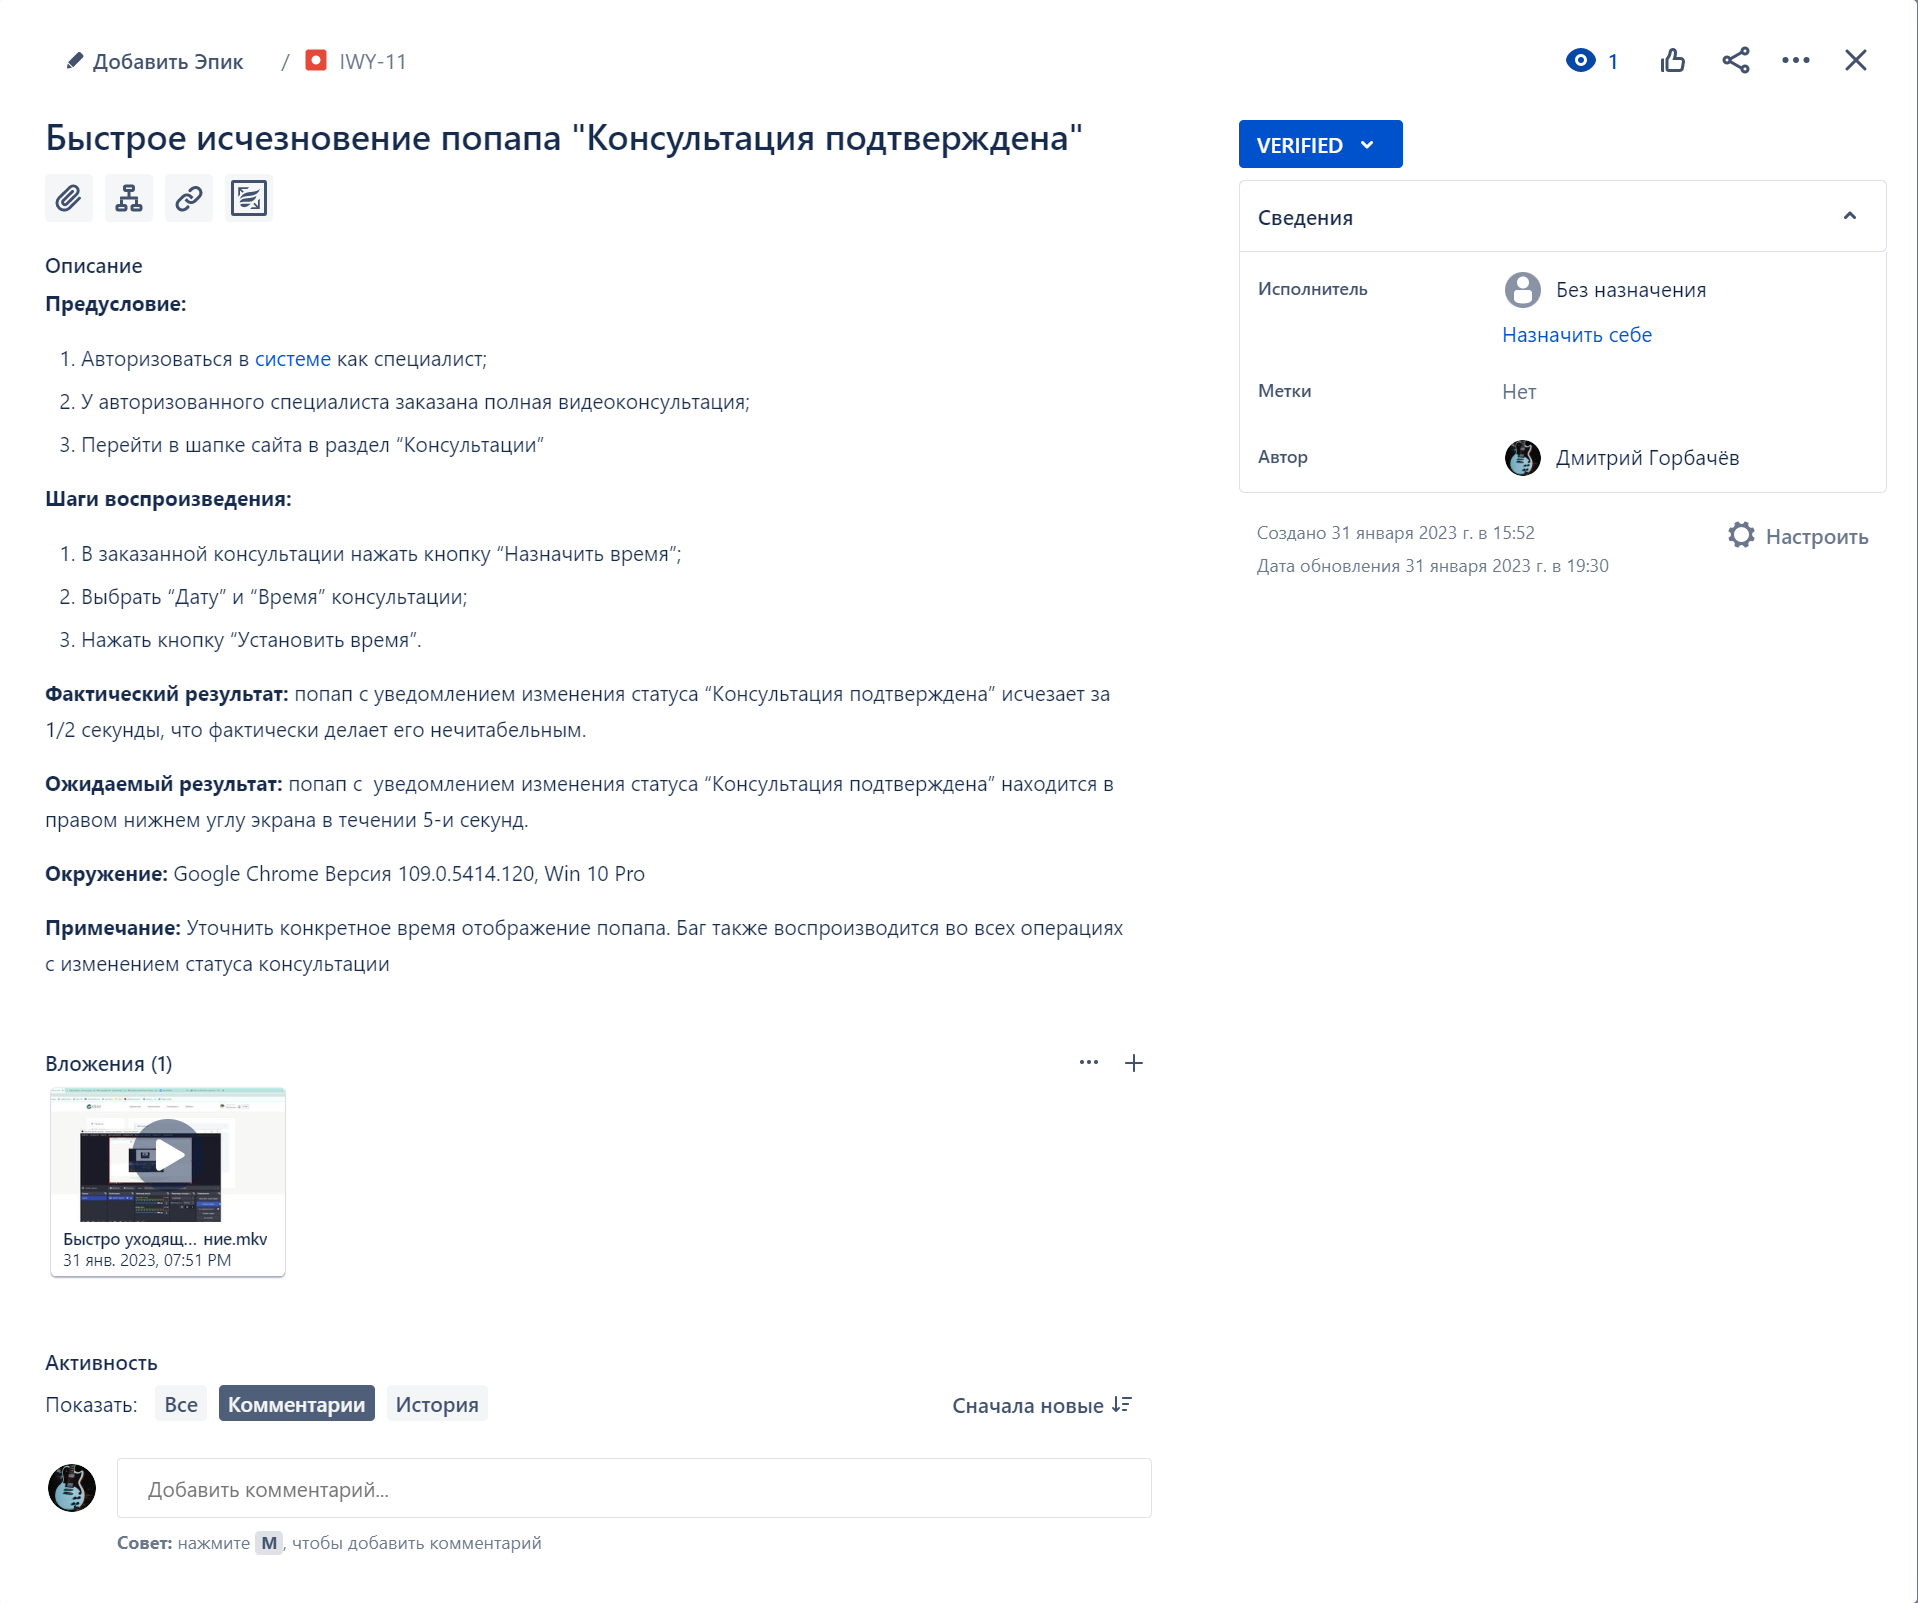 Добавить Эпик / IWY-11
1
Быстрое исчезновение попапа "Консультация подтверждена"
Описание
Предусловие:
1. Авторизоваться в системе как специалист;
2. У авторизованного специалиста заказана полная видеоконсультация;
3. Перейти в шапке сайта в раздел “Консультации”
Шаги воспроизведения:
1. В заказанной консультации нажать кнопку “Назначить время”;
2. Выбрать “Дату” и “Время” консультации;
3. Нажать кнопку “Установить время”.
Фактический результат: попап с уведомлением изменения статуса “Консультация подтверждена” исчезает за
1/2 секунды, что фактически делает его нечитабельным.
Ожидаемый результат: попап с  уведомлением изменения статуса “Консультация подтверждена” находится в
правом нижнем углу экрана в течении 5-и секунд.
Окружение: Google Chrome Версия 109.0.5414.120, Win 10 Pro
Примечание: Уточнить конкретное время отображение попапа. Баг также воспроизводится во всех операциях
с изменением статуса консультации
Вложения (1)
Быстро уходящ... ние.mkv
31 янв. 2023, 07:51 PM
Активность
Показать: Все Комментарии История
Сначала новые
Добавить комментарий...
Совет: нажмите M, чтобы добавить комментарий
VERIFIED
Сведения
Исполнитель Без назначения
Назначить себе
Метки Нет
Автор Дмитрий Горбачёв
Создано 31 января 2023 г. в 15:52
Дата обновления 31 января 2023 г. в 19:30
Настроить